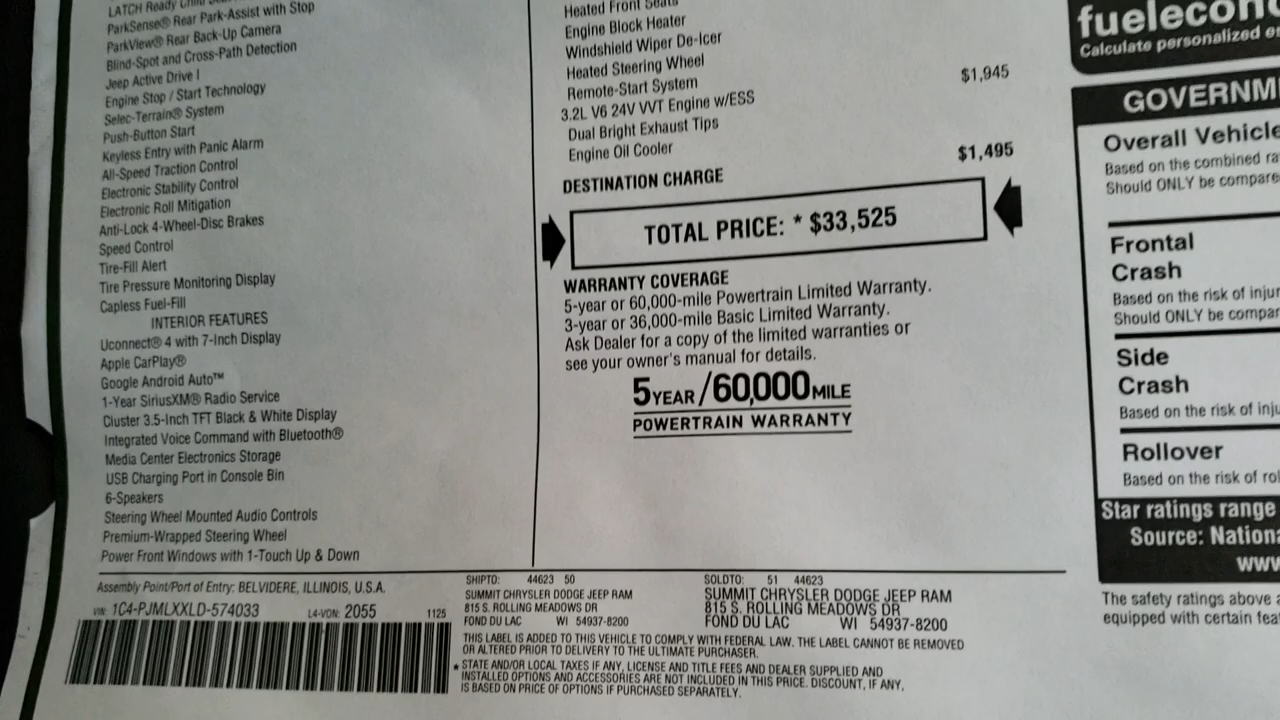 LATCH Ready Child
ParkSense® Rear Park-Assist with Stop
ParkView® Rear Back-Up Camera
Blind-Spot and Cross-Path Detection
Jeep Active Drive I
Engine Stop / Start Technology
Selec-Terrain® System
Push-Button Start
Keyless Entry with Panic Alarm
All-Speed Traction Control
Electronic Stability Control
Electronic Roll Mitigation
Anti-Lock 4-Wheel-Disc Brakes
Speed Control
Tire-Fill Alert
Tire Pressure Monitoring Display
Capless Fuel-Fill
INTERIOR FEATURES
Uconnect® 4 with 7-Inch Display
Apple CarPlay®
Google Android Auto™
1-Year SiriusXM® Radio Service
Cluster 3.5-Inch TFT Black & White Display
Integrated Voice Command with Bluetooth®
Media Center Electronics Storage
USB Charging Port in Console Bin
6-Speakers
Steering Wheel Mounted Audio Controls
Premium-Wrapped Steering Wheel
Power Front Windows with 1-Touch Up & Down
Heated Front Seats
Engine Block Heater
Windshield Wiper De-Icer
Heated Steering Wheel
Remote-Start System
3.2L V6 24V VVT Engine w/ESS $1,945
Dual Bright Exhaust Tips
Engine Oil Cooler
DESTINATION CHARGE $1,495
TOTAL PRICE: * $33,525
WARRANTY COVERAGE
5-year or 60,000-mile Powertrain Limited Warranty.
3-year or 36,000-mile Basic Limited Warranty.
Ask Dealer for a copy of the limited warranties or
see your owner's manual for details.
5 YEAR/60,000 MILE
POWERTRAIN WARRANTY
fuelecon
Calculate personalized e
GOVERNM
Overall Vehicle
Based on the combined ra
Should ONLY be compare
Frontal
Crash
Based on the risk of injur
Should ONLY be compar
Side
Crash
Based on the risk of inju
Rollover
Based on the risk of rol
Star ratings range
Source: Nationa
www
The safety ratings above a
equipped with certain fea
Assembly Point/Port of Entry: BELVIDERE, ILLINOIS, U.S.A.
VIN: 1C4-PJMLXXLD-574033 L4-VON: 2055 1125
SHIPTO: 44623 50
SUMMIT CHRYSLER DODGE JEEP RAM
815 S. ROLLING MEADOWS DR
FOND DU LAC WI 54937-8200
SOLDTO: 51 44623
SUMMIT CHRYSLER DODGE JEEP RAM
815 S. ROLLING MEADOWS DR
FOND DU LAC WI 54937-8200
THIS LABEL IS ADDED TO THIS VEHICLE TO COMPLY WITH FEDERAL LAW. THE LABEL CANNOT BE REMOVED
OR ALTERED PRIOR TO DELIVERY TO THE ULTIMATE PURCHASER.
* STATE AND/OR LOCAL TAXES IF ANY, LICENSE AND TITLE FEES AND DEALER SUPPLIED AND
INSTALLED OPTIONS AND ACCESSORIES ARE NOT INCLUDED IN THIS PRICE. DISCOUNT, IF ANY,
IS BASED ON PRICE OF OPTIONS IF PURCHASED SEPARATELY.